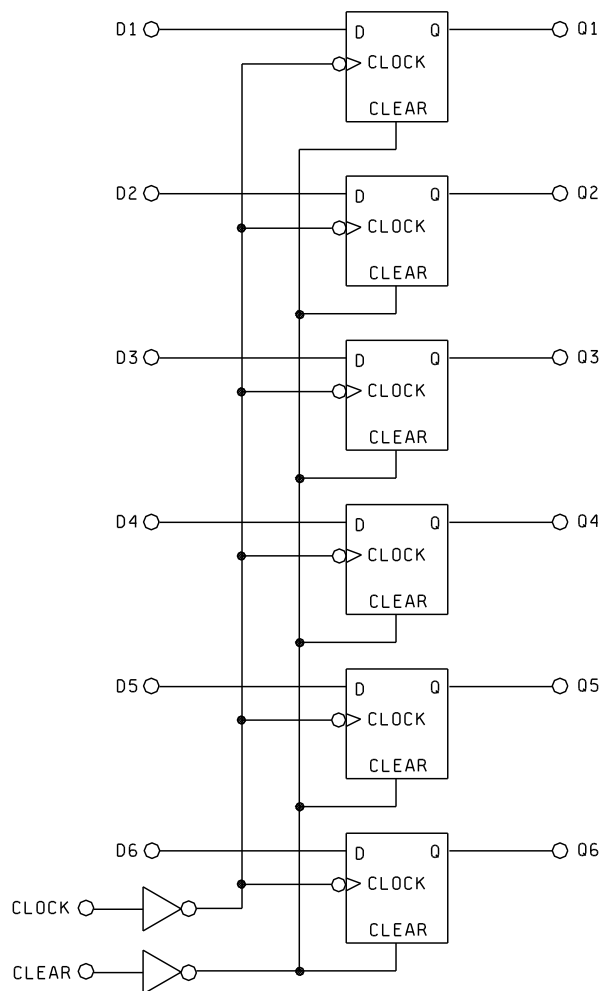 D1 D Q Q1
CLOCK
CLEAR
D2 D Q Q2
CLOCK
CLEAR
D3 D Q Q3
CLOCK
CLEAR
D4 D Q Q4
CLOCK
CLEAR
D5 D Q Q5
CLOCK
CLEAR
D6 D Q Q6
CLOCK
CLOCK
CLEAR
CLEAR